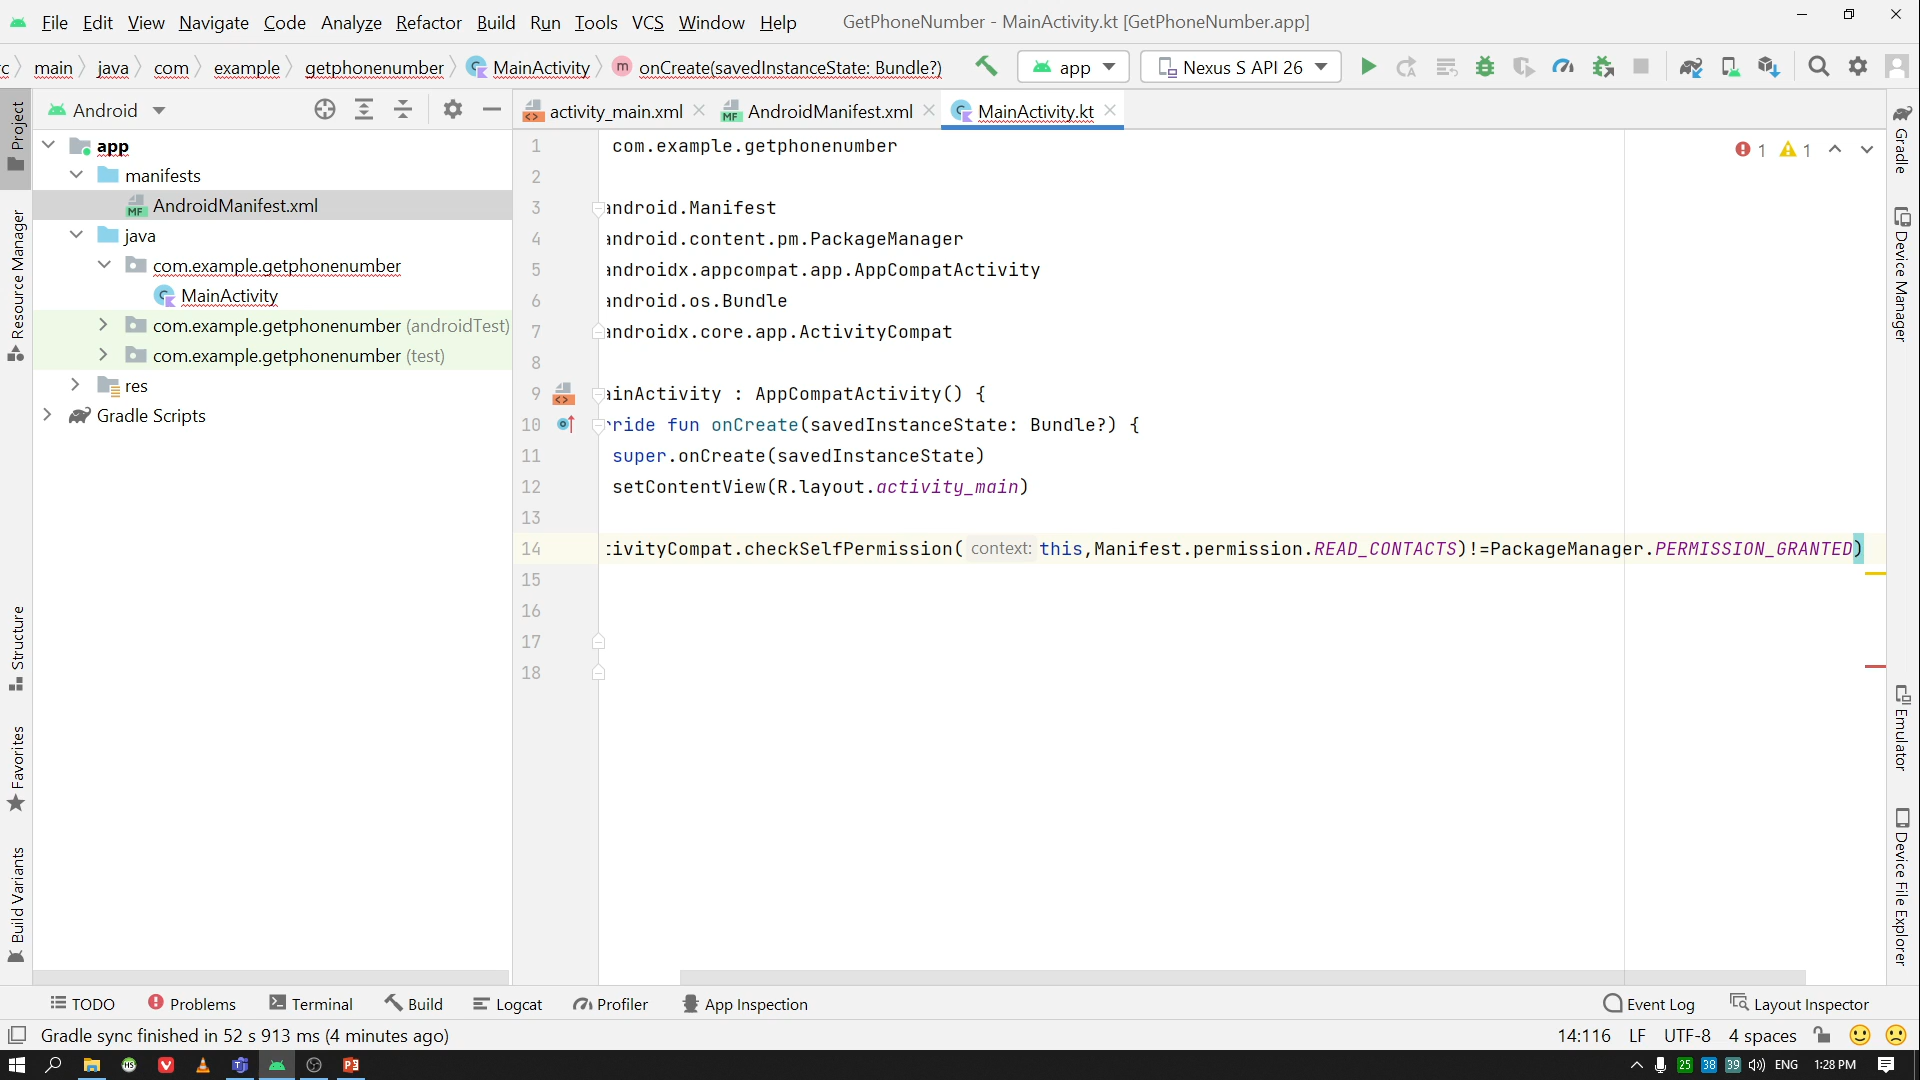 File Edit View Navigate Code Analyze Refactor Build Run Tools VCS Window Help GetPhoneNumber - MainActivity.kt [GetPhoneNumber.app]
main java com example getphonenumber MainActivity onCreate(savedInstanceState: Bundle?) app Nexus S API 26
Android
activity_main.xml AndroidManifest.xml MainActivity.kt
app
manifests
AndroidManifest.xml
java
com.example.getphonenumber
MainActivity
com.example.getphonenumber (androidTest)
com.example.getphonenumber (test)
res
Gradle Scripts
Project
Resource Manager
Structure
Favorites
Build Variants
1 com.example.getphonenumber
2
3 android.Manifest
4 android.content.pm.PackageManager
5 androidx.appcompat.app.AppCompatActivity
6 android.os.Bundle
7 androidx.core.app.ActivityCompat
8
9 ainActivity : AppCompatActivity() {
10 ride fun onCreate(savedInstanceState: Bundle?) {
11 super.onCreate(savedInstanceState)
12 setContentView(R.layout.activity_main)
13
14 tivityCompat.checkSelfPermission( context: this,Manifest.permission.READ_CONTACTS)!=PackageManager.PERMISSION_GRANTED)
15
16
17
18
1 1
Gradle
Device Manager
Emulator
Device File Explorer
TODO Problems Terminal Build Logcat Profiler App Inspection Event Log Layout Inspector
Gradle sync finished in 52 s 913 ms (4 minutes ago) 14:116 LF UTF-8 4 spaces
25 38 39 ENG 1:28 PM